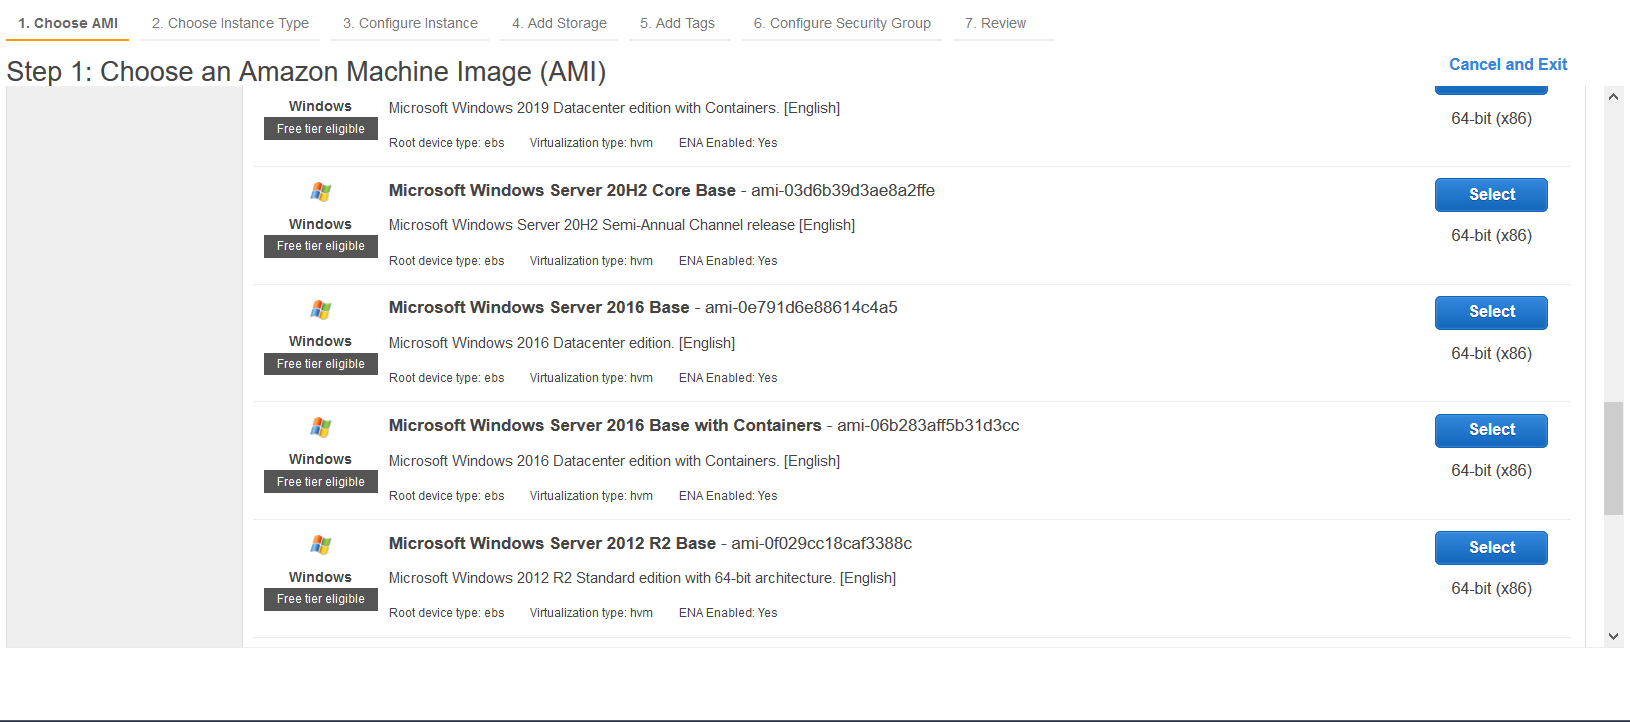 1. Choose AMI 2. Choose Instance Type 3. Configure Instance 4. Add Storage 5. Add Tags 6. Configure Security Group 7. Review
Step 1: Choose an Amazon Machine Image (AMI)
Cancel and Exit
Windows
Free tier eligible
Microsoft Windows 2019 Datacenter edition with Containers. [English]
Root device type: ebs Virtualization type: hvm ENA Enabled: Yes
64-bit (x86)
Windows
Free tier eligible
Microsoft Windows Server 20H2 Core Base - ami-03d6b39d3ae8a2ffe
Microsoft Windows Server 20H2 Semi-Annual Channel release [English]
Root device type: ebs Virtualization type: hvm ENA Enabled: Yes
Select
64-bit (x86)
Windows
Free tier eligible
Microsoft Windows Server 2016 Base - ami-0e791d6e88614c4a5
Microsoft Windows 2016 Datacenter edition. [English]
Root device type: ebs Virtualization type: hvm ENA Enabled: Yes
Select
64-bit (x86)
Windows
Free tier eligible
Microsoft Windows Server 2016 Base with Containers - ami-06b283aff5b31d3cc
Microsoft Windows 2016 Datacenter edition with Containers. [English]
Root device type: ebs Virtualization type: hvm ENA Enabled: Yes
Select
64-bit (x86)
Windows
Free tier eligible
Microsoft Windows Server 2012 R2 Base - ami-0f029cc18caf3388c
Microsoft Windows 2012 R2 Standard edition with 64-bit architecture. [English]
Root device type: ebs Virtualization type: hvm ENA Enabled: Yes
Select
64-bit (x86)